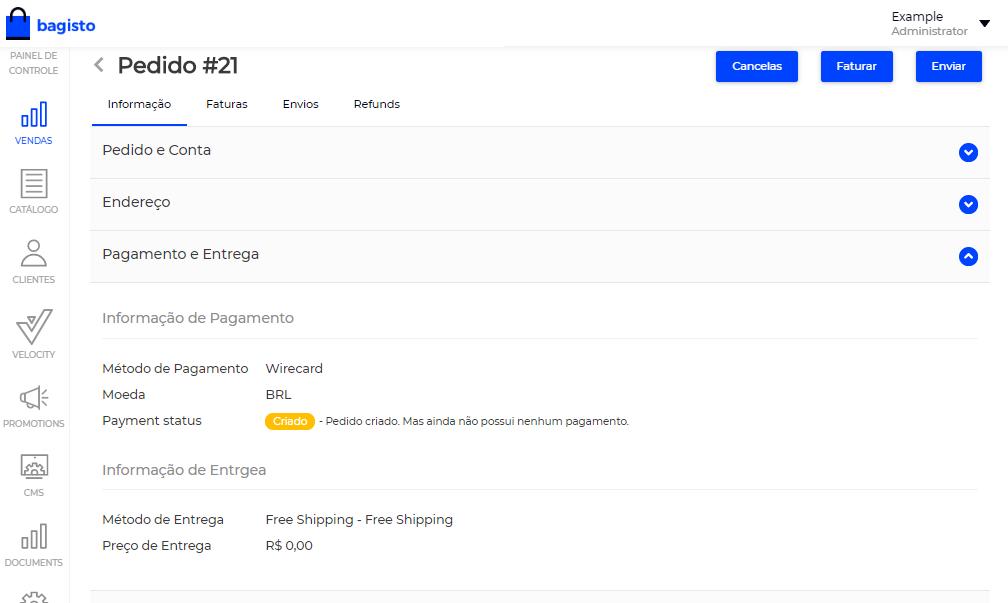 bagisto
Example
Administrator
PAINEL DE
CONTROLE
VENDAS
CATÁLOGO
CLIENTES
VELOCITY
PROMOTIONS
CMS
DOCUMENTS
Pedido #21
Cancelas
Faturar
Enviar
Informação Faturas Envios Refunds
Pedido e Conta
Endereço
Pagamento e Entrega
Informação de Pagamento
Método de Pagamento Wirecard
Moeda BRL
Payment status Criado - Pedido criado. Mas ainda não possui nenhum pagamento.
Informação de Entrgea
Método de Entrega Free Shipping - Free Shipping
Preço de Entrega R$ 0,00